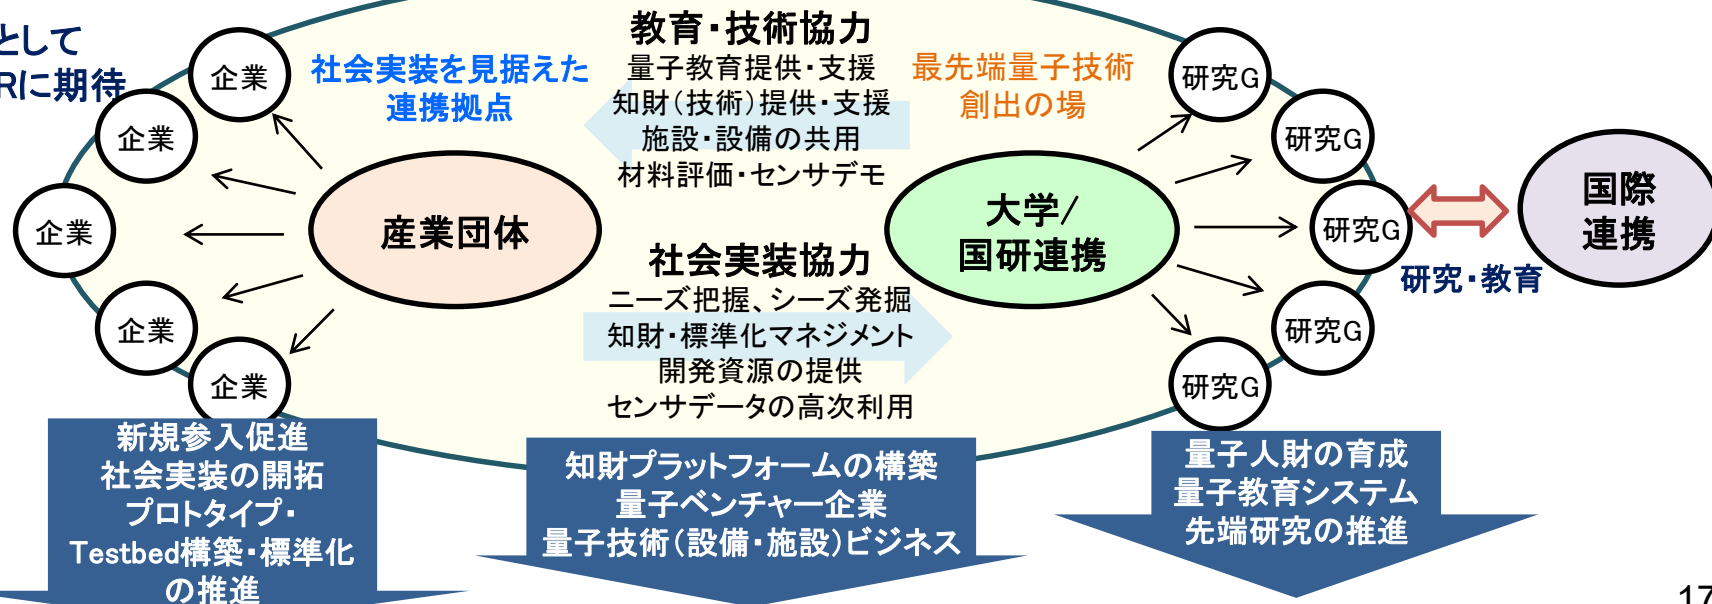 として
Rに期待
企業
企業
企業
企業
企業
社会実装を見据えた
連携拠点
産業団体
教育・技術協力
量子教育提供・支援
知財(技術)提供・支援
施設・設備の共用
材料評価・センサデモ
社会実装協力
ニーズ把握、シーズ発掘
知財・標準化マネジメント
開発資源の提供
センサデータの高次利用
最先端量子技術
創出の場
大学/
国研連携
研究G
研究G
研究G
研究G
研究G
研究・教育
国際
連携
新規参入促進
社会実装の開拓
プロトタイプ・
Testbed構築・標準化
の推進
知財プラットフォームの構築
量子ベンチャー企業
量子技術(設備・施設)ビジネス
量子人財の育成
量子教育システム
先端研究の推進
17